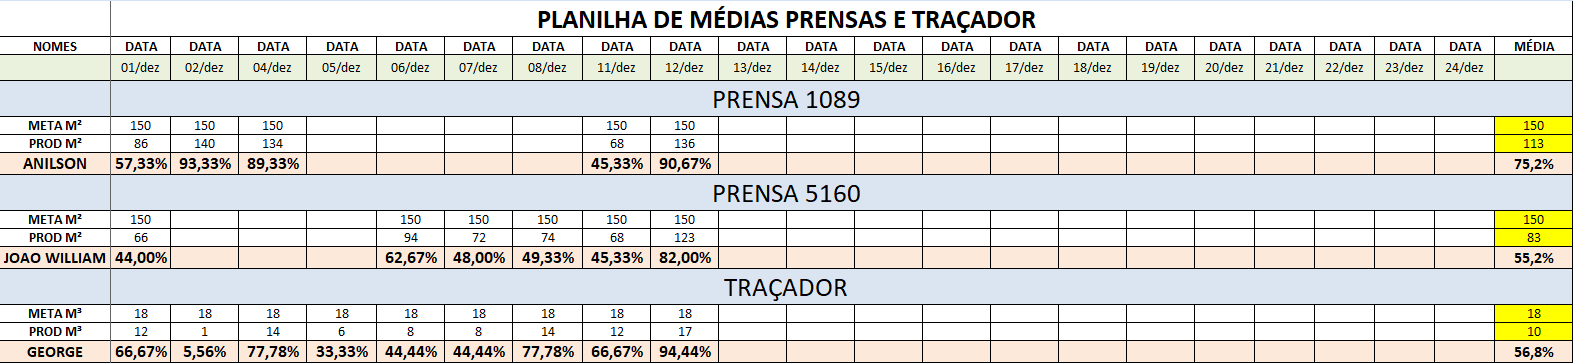 PLANILHA DE MÉDIAS PRENSAS E TRAÇADOR
NOMES DATA DATA DATA DATA DATA DATA DATA DATA DATA DATA DATA DATA DATA DATA DATA DATA DATA DATA DATA DATA DATA MÉDIA
01/dez 02/dez 04/dez 05/dez 06/dez 07/dez 08/dez 11/dez 12/dez 13/dez 14/dez 15/dez 16/dez 17/dez 18/dez 19/dez 20/dez 21/dez 22/dez 23/dez 24/dez
PRENSA 1089
META M² 150 150 150 150 150 150
PROD M² 86 140 134 68 136 113
ANILSON 57,33% 93,33% 89,33% 45,33% 90,67% 75,2%
PRENSA 5160
META M² 150 150 150 150 150 150 150
PROD M² 66 94 72 74 68 123 83
JOAO WILLIAM 44,00% 62,67% 48,00% 49,33% 45,33% 82,00% 55,2%
TRAÇADOR
META M³ 18 18 18 18 18 18 18 18 18 18
PROD M³ 12 1 14 6 8 8 14 12 17 10
GEORGE 66,67% 5,56% 77,78% 33,33% 44,44% 44,44% 77,78% 66,67% 94,44% 56,8%